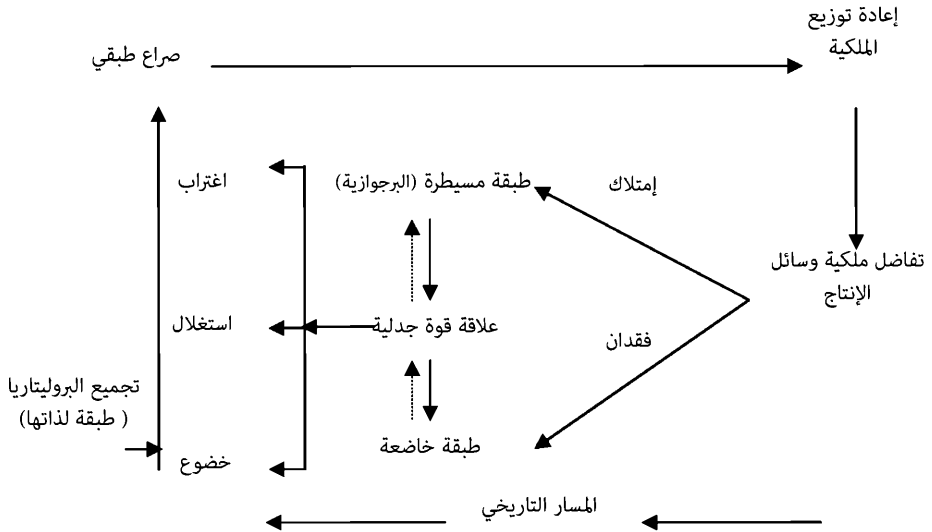 إعادة توزيع
الملكية
صراع طبقي
إمتلاك
طبقة مسيطرة (البرجوازية)
اغتراب
تفاضل ملكية وسائل
الإنتاج
فقدان
علاقة قوة جدلية
استغلال
تجميع البروليتاريا
( طبقة لذاتها)
طبقة خاضعة
خضوع
المسار التاريخي